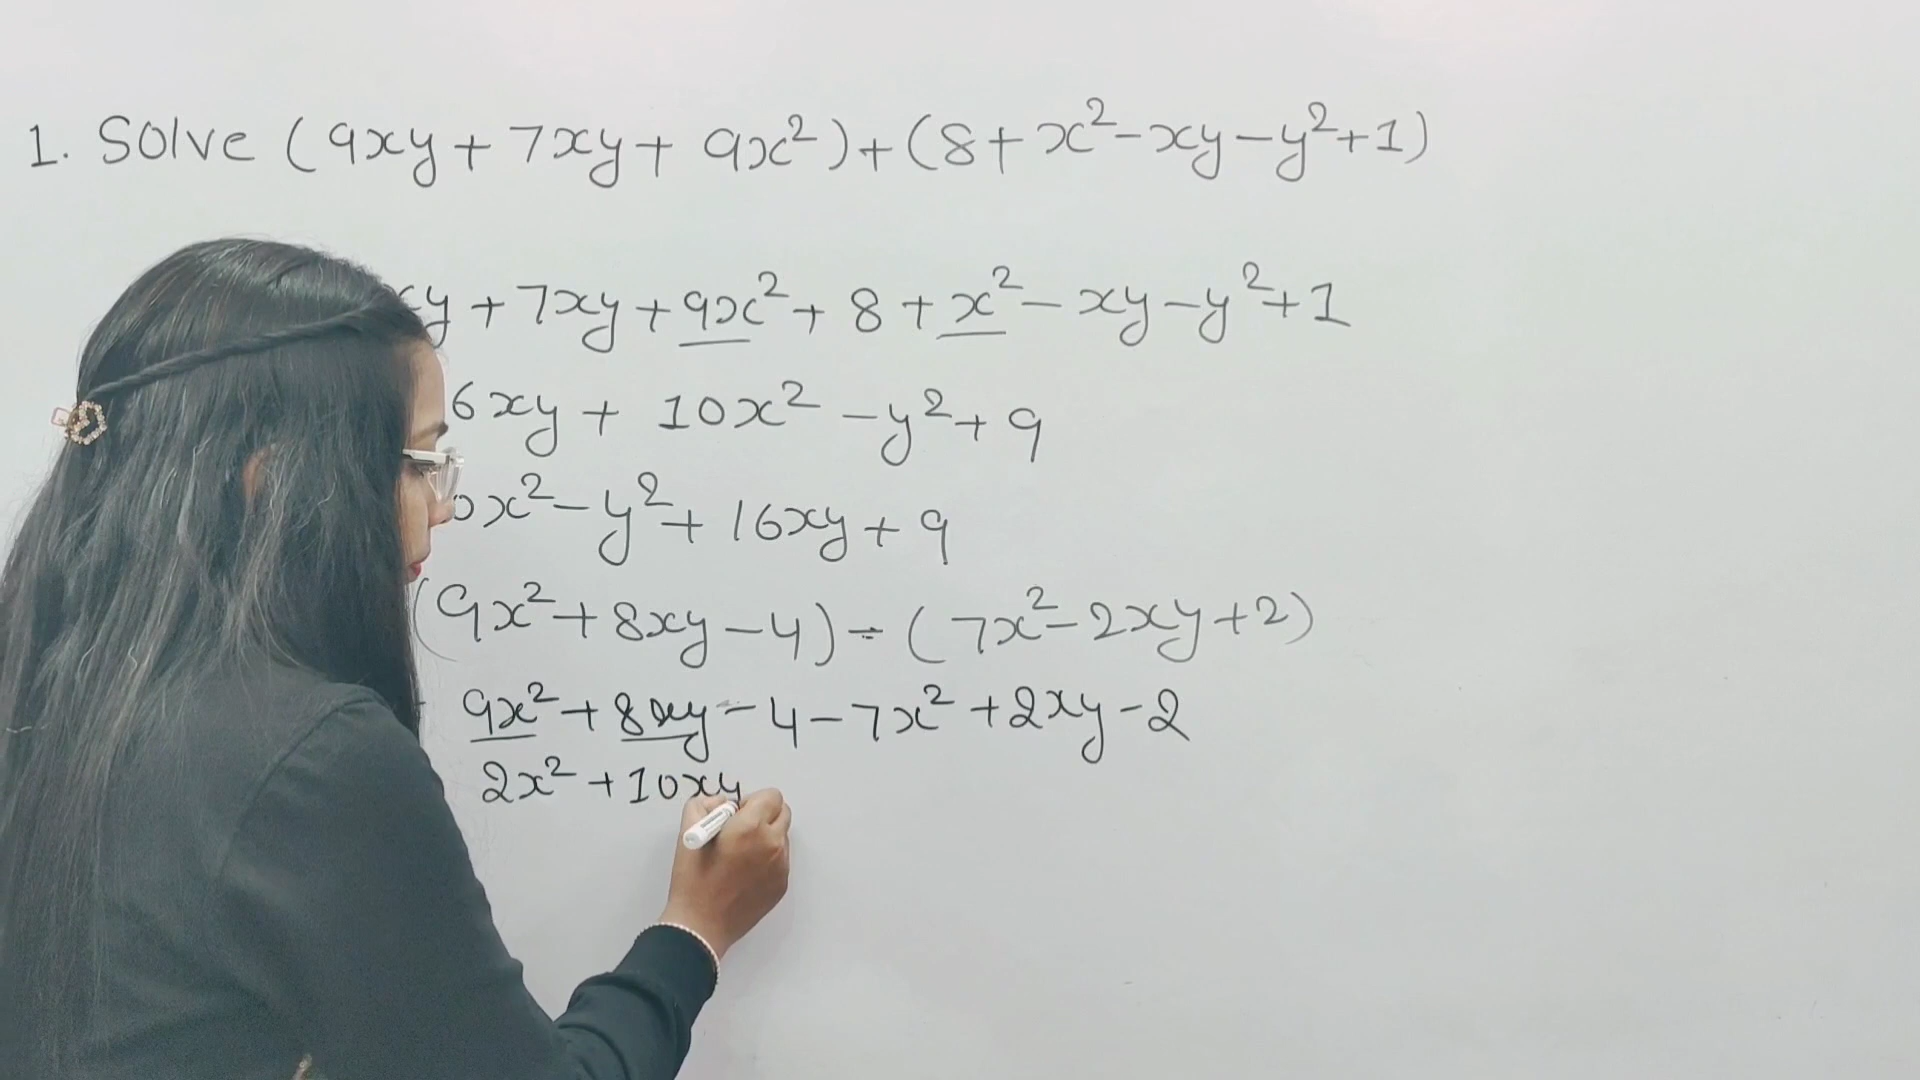 1. Solve (9xy + 7xy + 9x² ) + (8 + x² - xy - y² + 1)
y + 7xy + 9x² + 8 + x² - xy - y² + 1
6xy + 10x² - y² + 9
x² - y² + 16xy + 9
(9x² + 8xy - 4) - (7x² - 2xy + 2)
9x² + 8xy - 4 - 7x² + 2xy - 2
2x² + 10xy